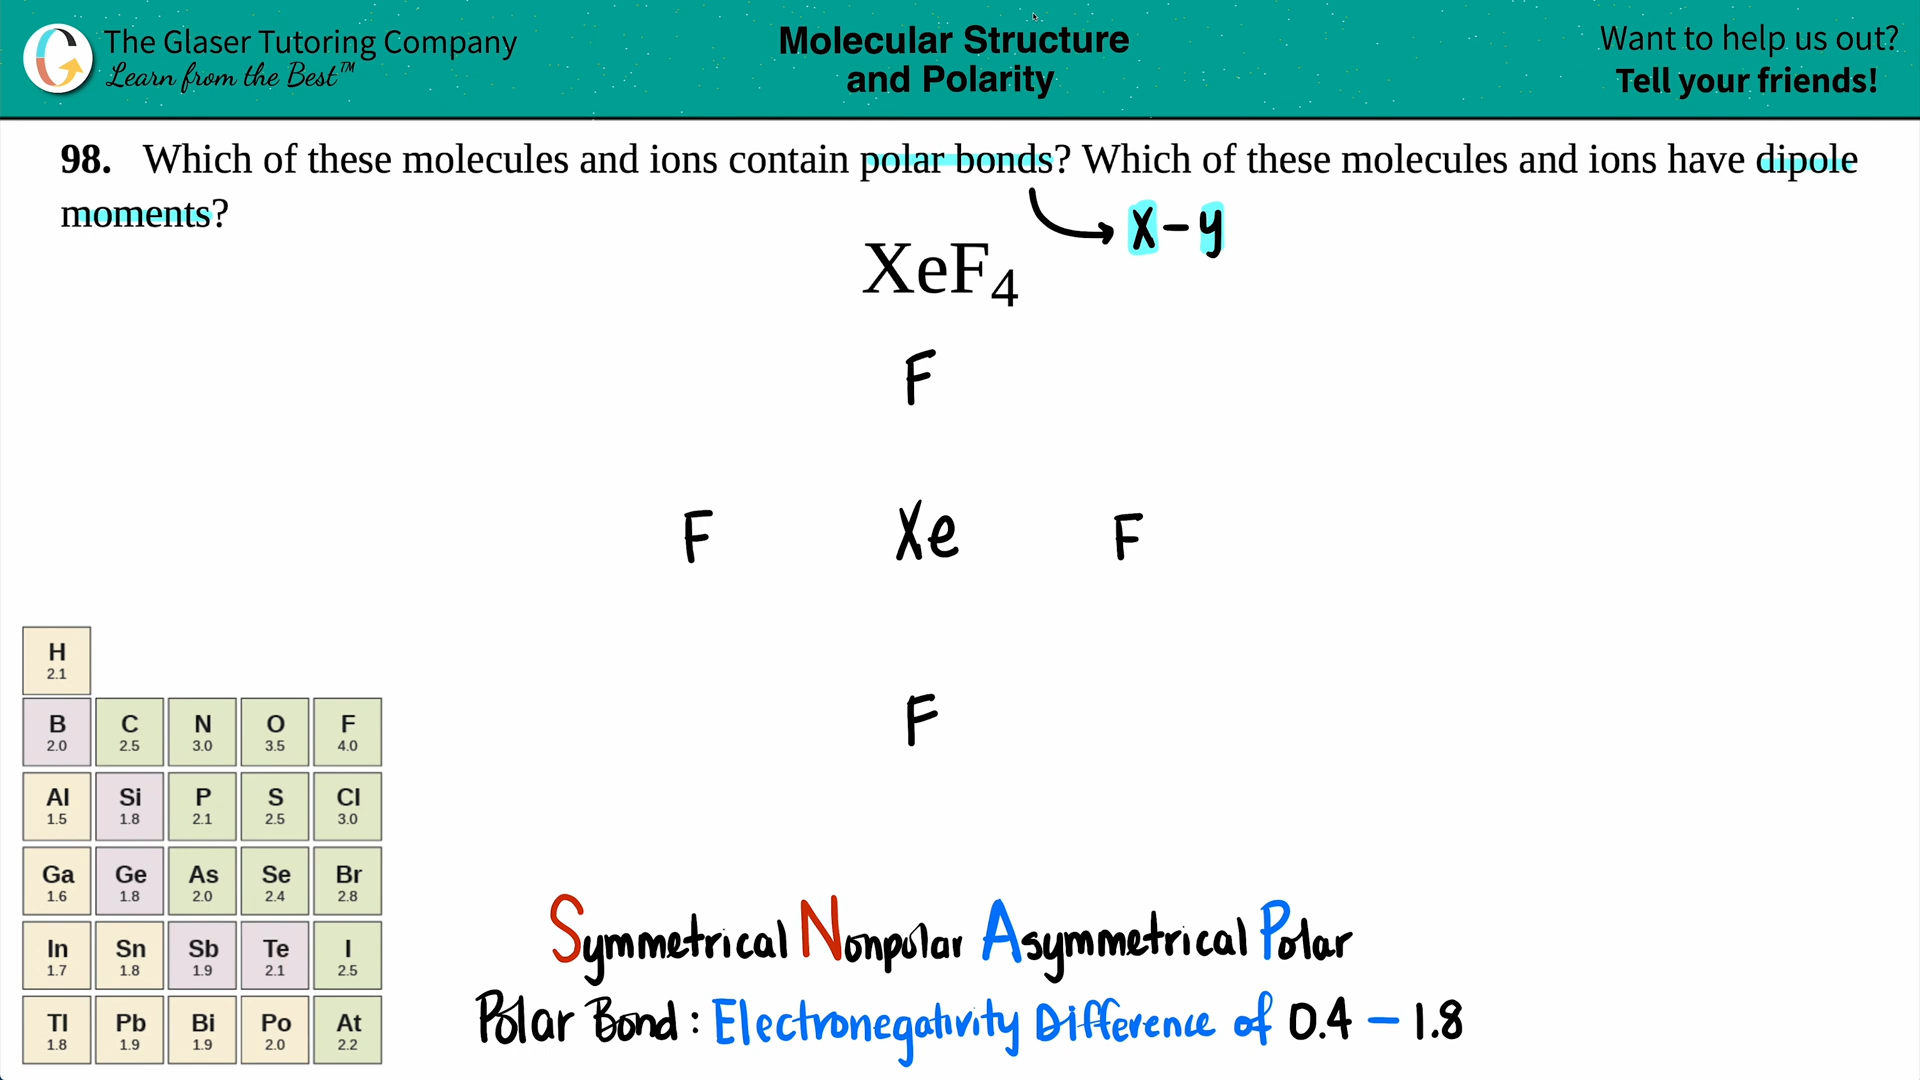 The Glaser Tutoring Company
Learn from the Best™
Molecular Structure
and Polarity
Want to help us out?
Tell your friends!
98. Which of these molecules and ions contain polar bonds? Which of these molecules and ions have dipole
moments?
X – y
XeF₄
F
F Xe F
F
H
2.1
B C N O F
2.0 2.5 3.0 3.5 4.0
Al Si P S Cl
1.5 1.8 2.1 2.5 3.0
Ga Ge As Se Br
1.6 1.8 2.0 2.4 2.8
In Sn Sb Te I
1.7 1.8 1.9 2.1 2.5
Tl Pb Bi Po At
1.8 1.9 1.9 2.0 2.2
Symmetrical Nonpolar Asymmetrical Polar
Polar Bond: Electronegativity Difference of 0.4 – 1.8